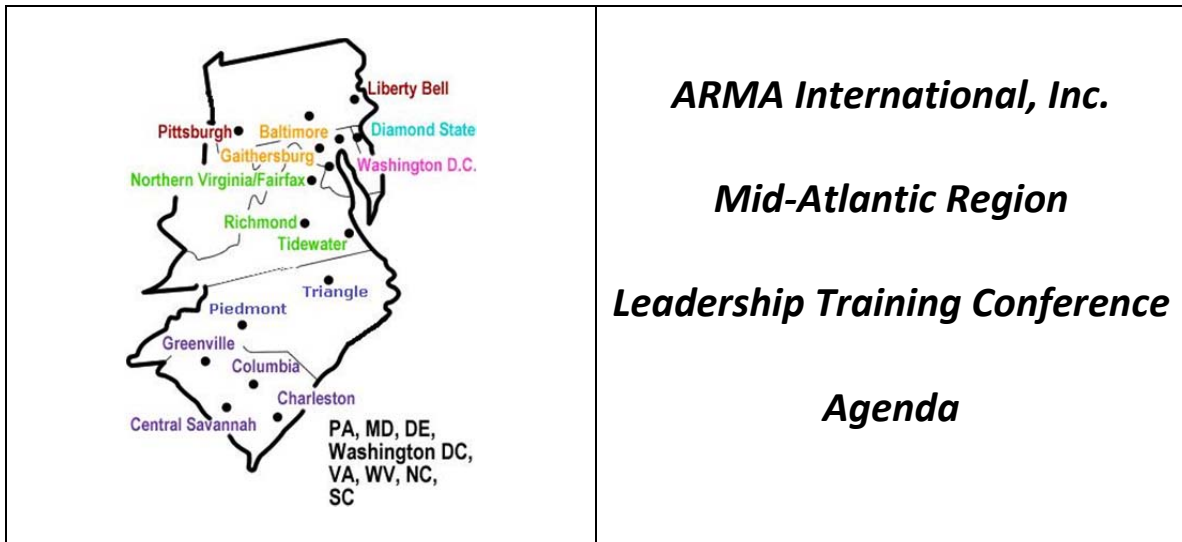 Liberty Bell
Pittsburgh
Baltimore
Diamond State
Gaithersburg
Washington D.C.
Northern Virginia/Fairfax
Richmond
Tidewater
Triangle
Piedmont
Greenville
Columbia
Charleston
Central Savannah
PA, MD, DE,
Washington DC,
VA, WV, NC,
SC
ARMA International, Inc.
Mid-Atlantic Region
Leadership Training Conference
Agenda